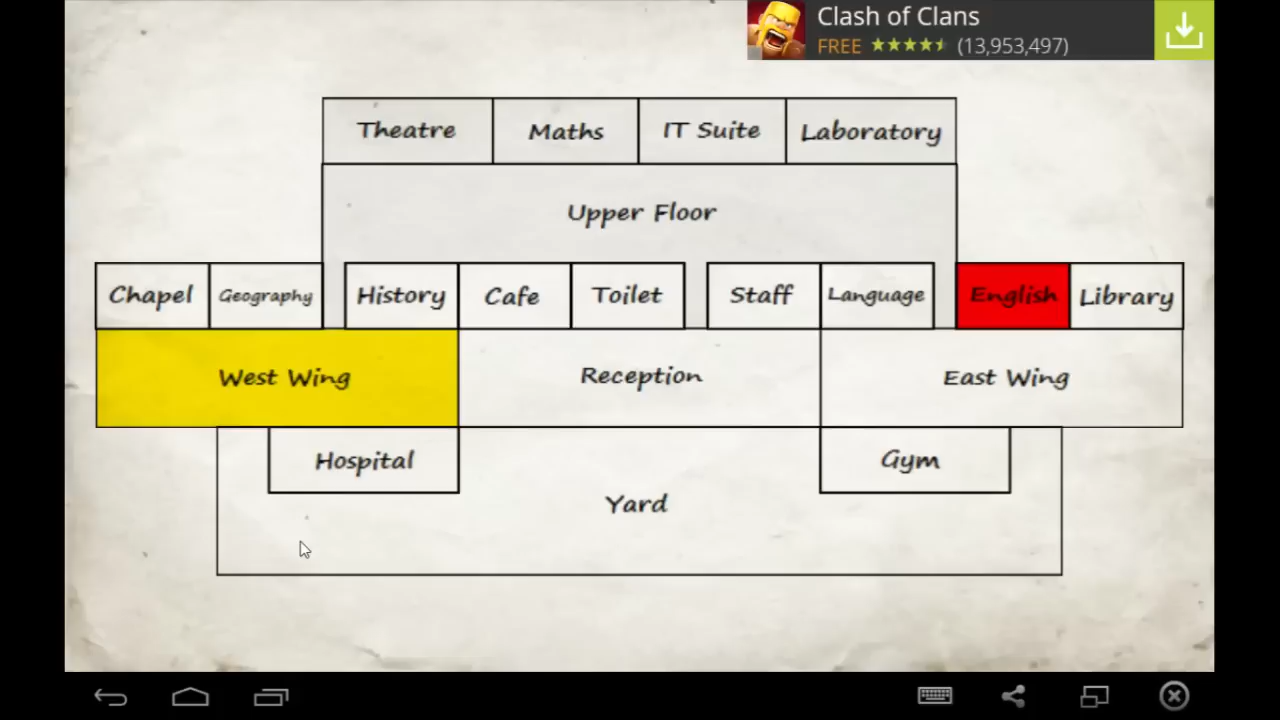 Clash of Clans
FREE (13,953,497)
Theatre Maths IT Suite Laboratory
Upper Floor
Chapel Geography History Cafe Toilet Staff Language English Library
West Wing Reception East Wing
Hospital Gym
Yard